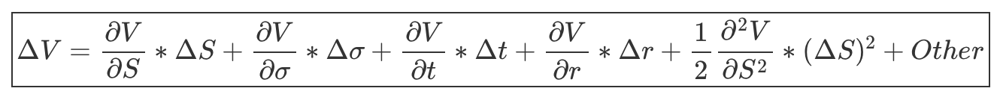 ΔV = ∂V/∂S * ΔS + ∂V/∂σ * Δσ + ∂V/∂t * Δt + ∂V/∂r * Δr + 1/2 ∂²V/∂S² * (ΔS)² + Other